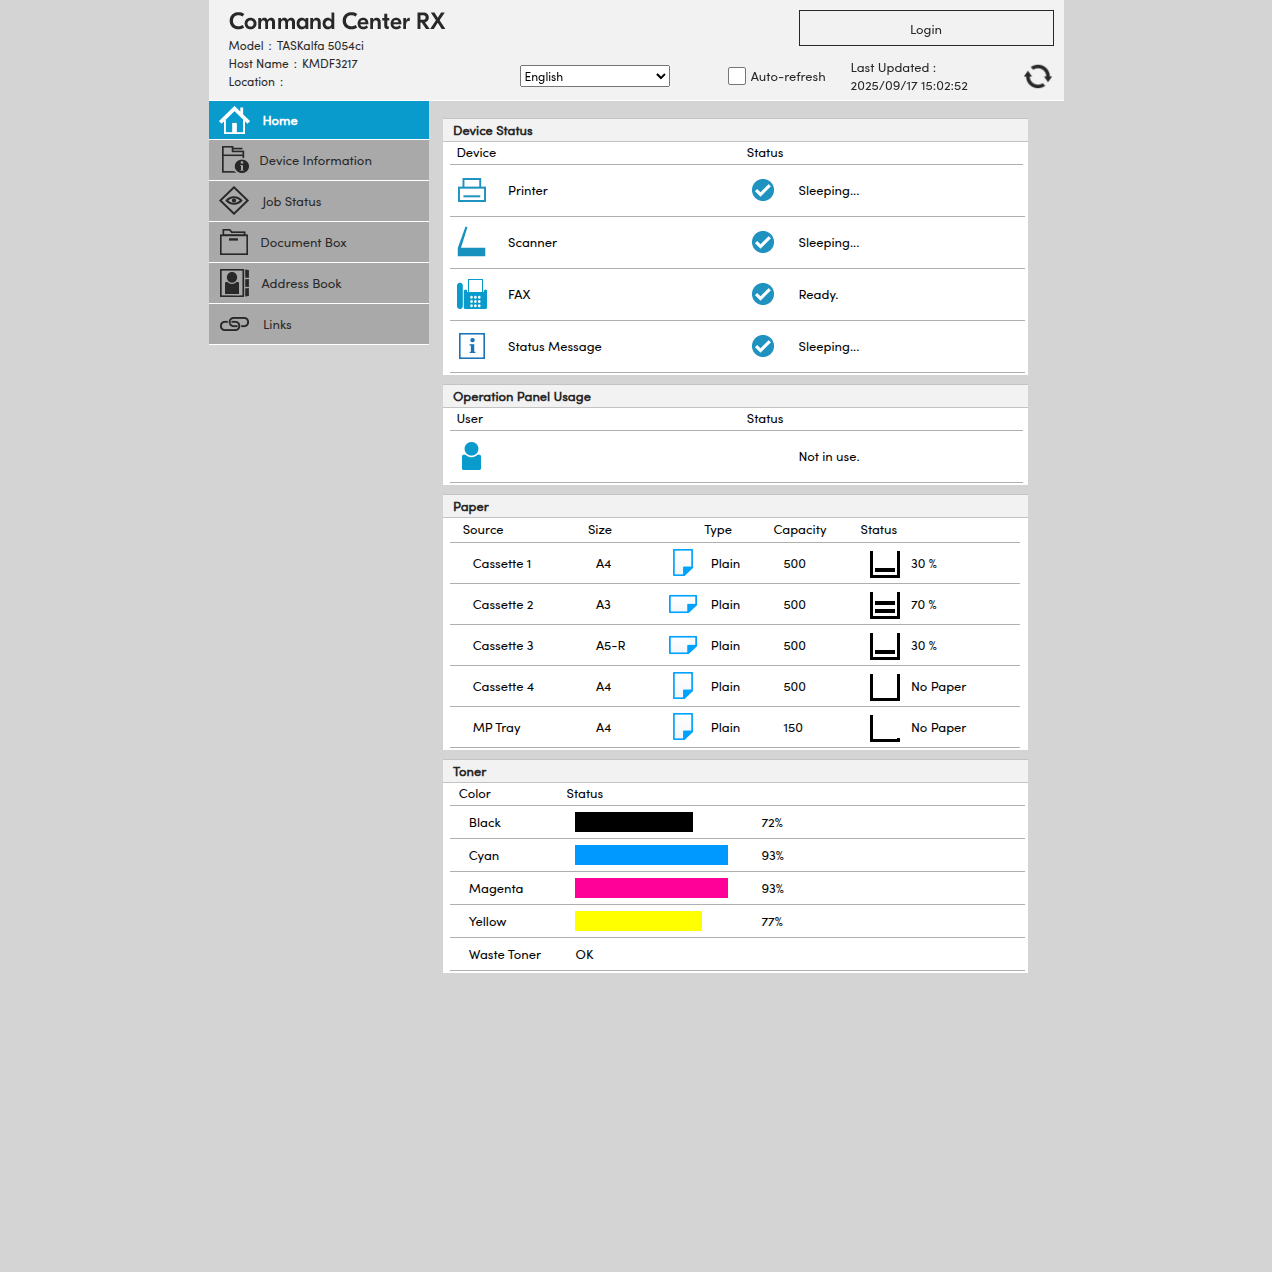 Command Center RX
Model : TASKalfa 5054ci
Host Name : KMDF3217
Location :
Login
English
Auto-refresh
Last Updated :
2025/09/17 15:02:52
Home
Device Information
Job Status
Document Box
Address Book
Links
Device Status
Device Status
Printer Sleeping...
Scanner Sleeping...
FAX Ready.
Status Message Sleeping...
Operation Panel Usage
User Status
Not in use.
Paper
Source Size Type Capacity Status
Cassette 1 A4 Plain 500 30 %
Cassette 2 A3 Plain 500 70 %
Cassette 3 A5-R Plain 500 30 %
Cassette 4 A4 Plain 500 No Paper
MP Tray A4 Plain 150 No Paper
Toner
Color Status
Black 72%
Cyan 93%
Magenta 93%
Yellow 77%
Waste Toner OK